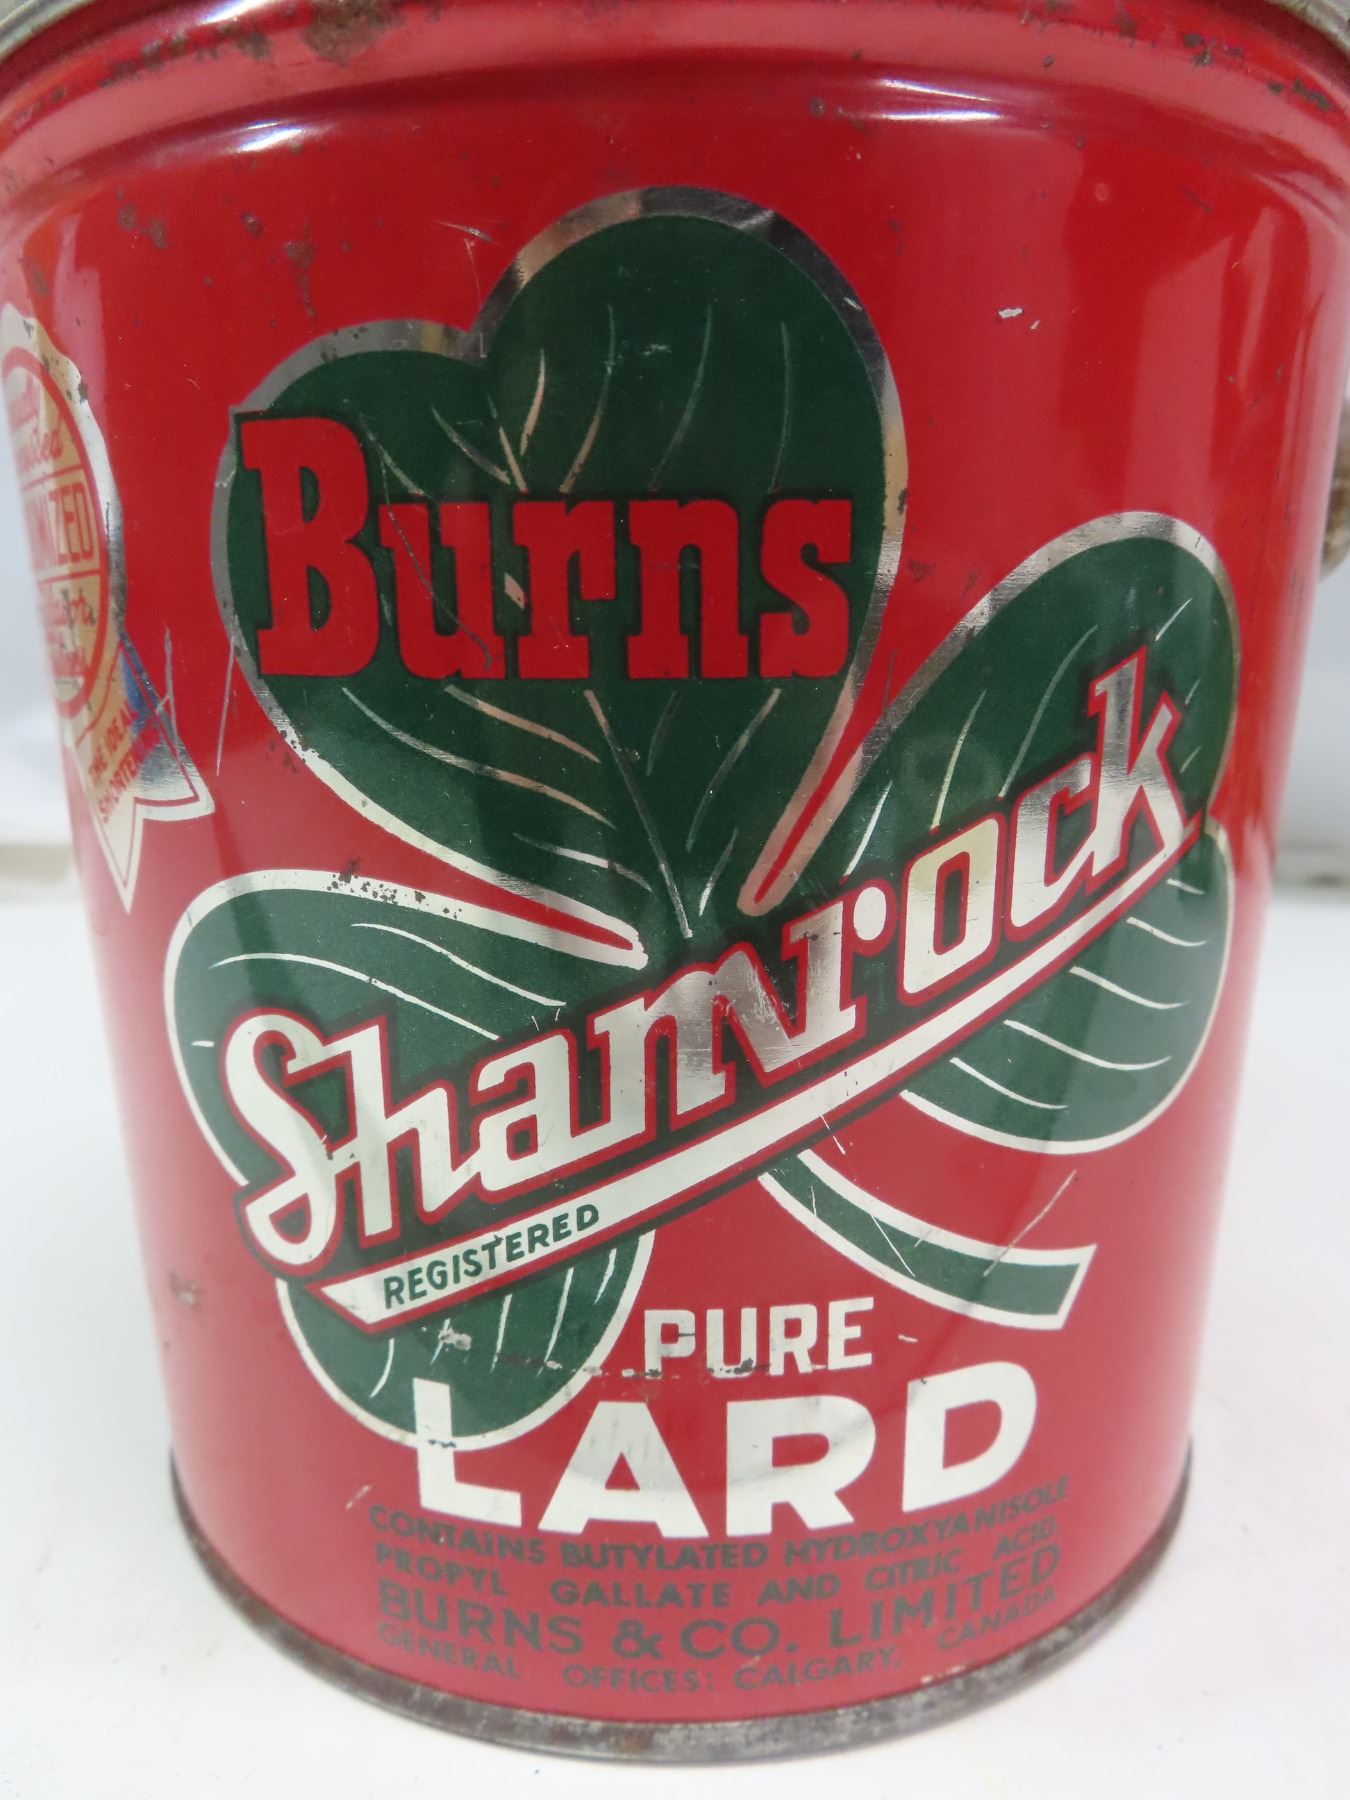 Burns
Shamrock
REGISTERED
PURE
LARD
CONTAINS BUTYLATED HYDROXYANISOLE
PROPYL GALLATE AND CITRIC ACID.
BURNS & CO. LIMITED
GENERAL OFFICES: CALGARY, CANADA
THE IDEAL
SHORTENING